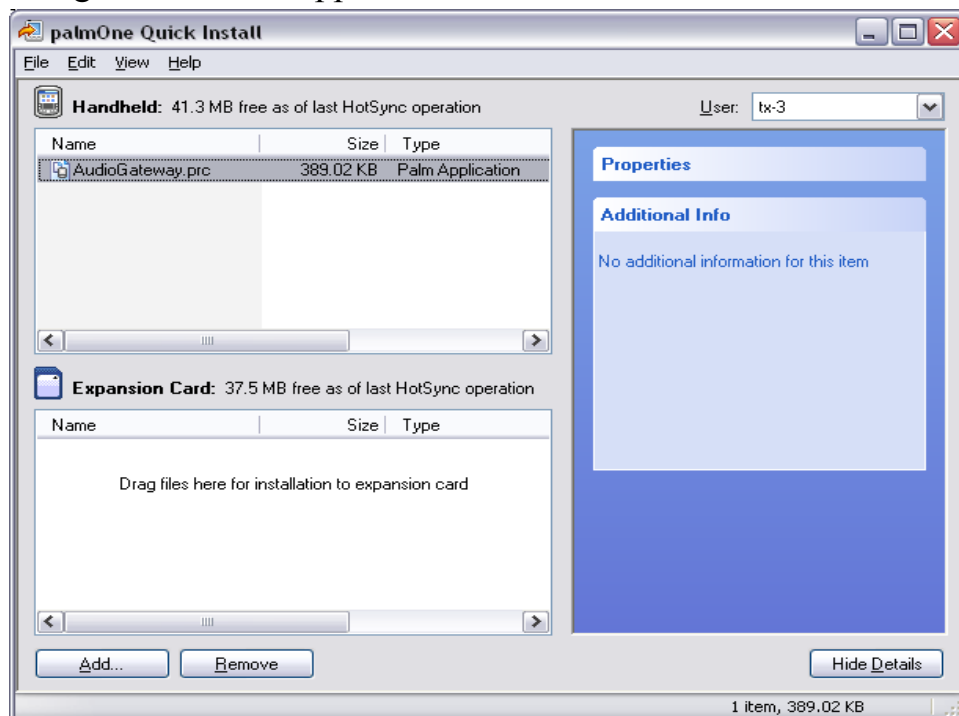 palmOne Quick Install
File Edit View Help
Handheld: 41.3 MB free as of last HotSync operation
User: tx-3
Name Size Type
AudioGateway.prc 389.02 KB Palm Application
Properties
Additional Info
No additional information for this item
Expansion Card: 37.5 MB free as of last HotSync operation
Name Size Type
Drag files here for installation to expansion card
Add... Remove
Hide Details
1 item, 389.02 KB